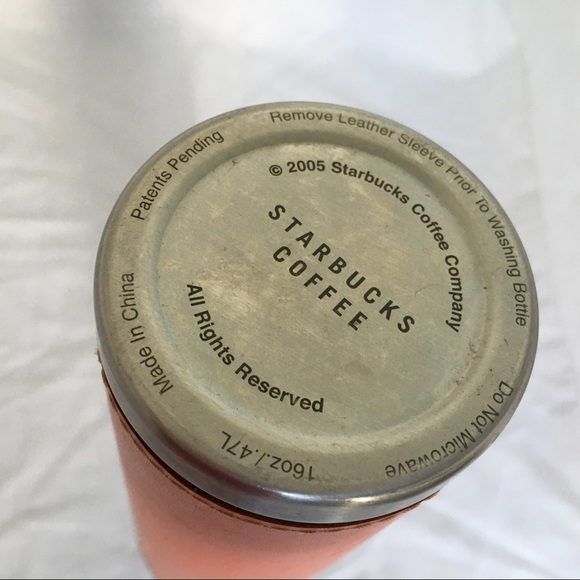 Remove Leather Sleeve Prior To Washing Bottle
Do Not Microwave
16oz./.47L
Made In China
Patents Pending
© 2005 Starbucks Coffee Company
STARBUCKS
COFFEE
All Rights Reserved